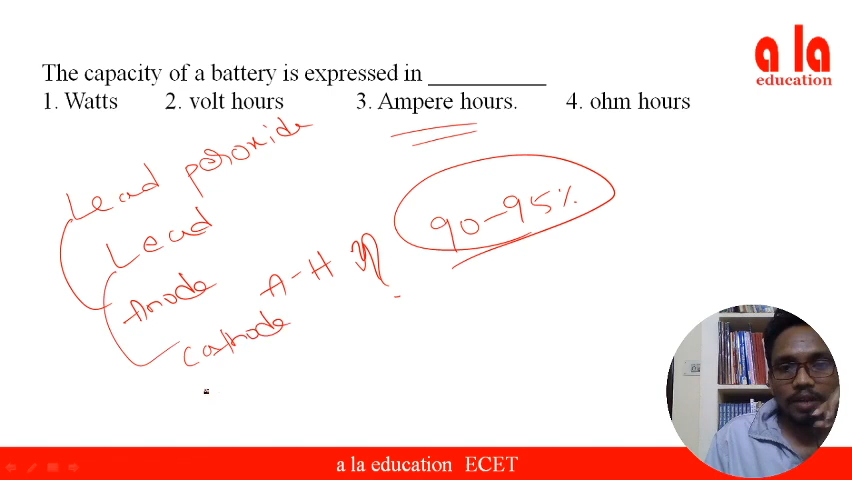 a la
education
The capacity of a battery is expressed in __________
1. Watts 2. volt hours 3. Ampere hours. 4. ohm hours
Lead peroxide
Lead
90-95%
Anode A-H η
Cathode
a la education ECET